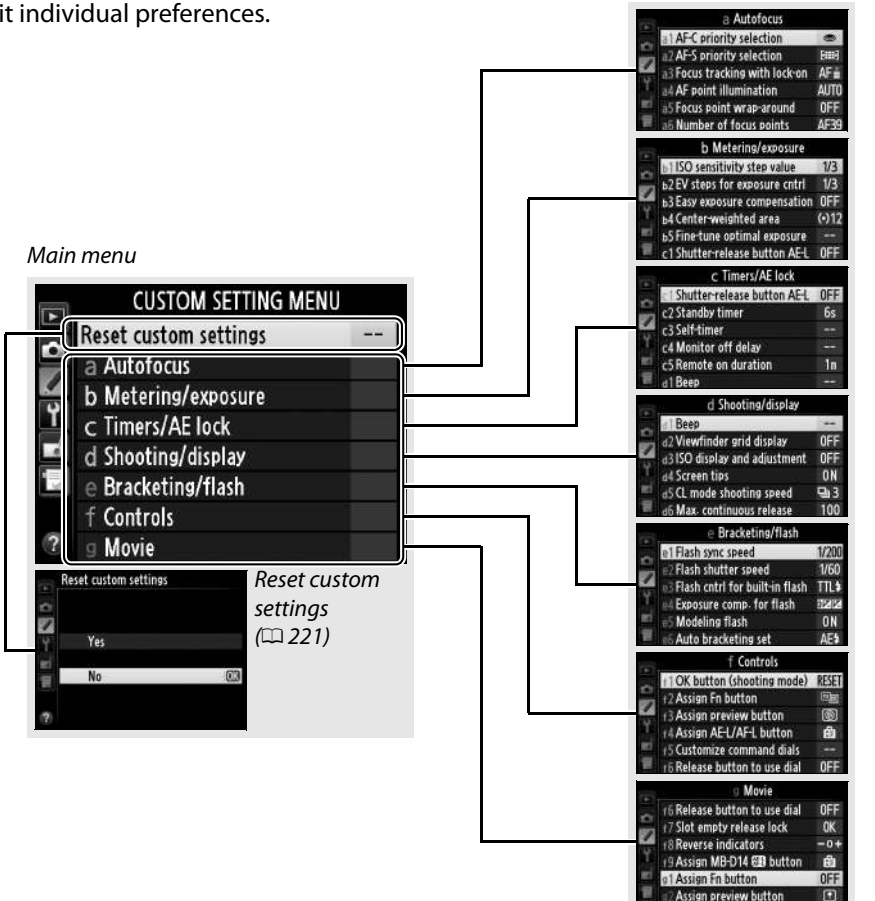 it individual preferences.
Main menu
CUSTOM SETTING MENU
Reset custom settings --
a Autofocus
b Metering/exposure
c Timers/AE lock
d Shooting/display
e Bracketing/flash
f Controls
g Movie
Reset custom settings
Yes
No OK
Reset custom
settings
(221)
a Autofocus
a1 AF-C priority selection
a2 AF-S priority selection
a3 Focus tracking with lock-on AF
a4 AF point illumination AUTO
a5 Focus point wrap-around OFF
a6 Number of focus points AF39
b Metering/exposure
b1 ISO sensitivity step value 1/3
b2 EV steps for exposure cntrl 1/3
b3 Easy exposure compensation OFF
b4 Center-weighted area (•)12
b5 Fine-tune optimal exposure --
c1 Shutter-release button AE-L OFF
c Timers/AE lock
c1 Shutter-release button AE-L OFF
c2 Standby timer 6s
c3 Self-timer --
c4 Monitor off delay --
c5 Remote on duration 1m
d1 Beep --
d Shooting/display
d1 Beep --
d2 Viewfinder grid display OFF
d3 ISO display and adjustment OFF
d4 Screen tips ON
d5 CL mode shooting speed 3
d6 Max. continuous release 100
e Bracketing/flash
e1 Flash sync speed 1/200
e2 Flash shutter speed 1/60
e3 Flash cntrl for built-in flash TTL
e4 Exposure comp. for flash
e5 Modeling flash ON
e6 Auto bracketing set AE
f Controls
f1 OK button (shooting mode) RESET
f2 Assign Fn button
f3 Assign preview button
f4 Assign AE-L/AF-L button
f5 Customize command dials --
f6 Release button to use dial OFF
g Movie
f6 Release button to use dial OFF
f7 Slot empty release lock OK
f8 Reverse indicators -0+
f9 Assign MB-D14 button
g1 Assign Fn button OFF
g2 Assign preview button